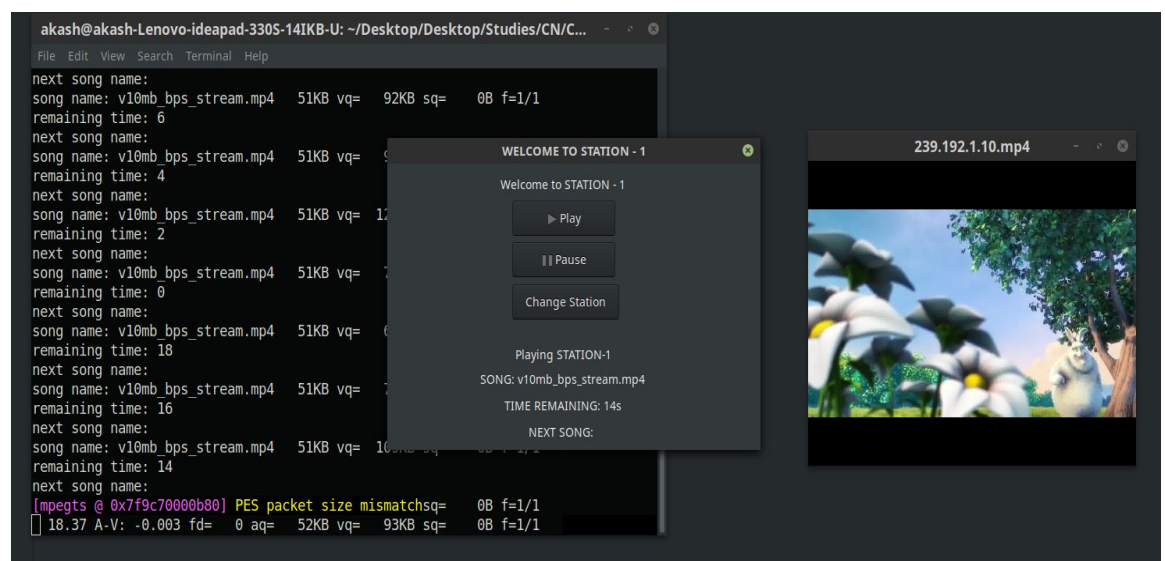 akash@akash-Lenovo-ideapad-330S-14IKB-U: ~/Desktop/Desktop/Studies/CN/C...
File Edit View Search Terminal Help
next song name:
song name: v10mb_bps_stream.mp4 51KB vq= 92KB sq= 0B f=1/1
remaining time: 6
next song name:
song name: v10mb_bps_stream.mp4 51KB vq=
remaining time: 4
next song name:
song name: v10mb_bps_stream.mp4 51KB vq= 12
remaining time: 2
next song name:
song name: v10mb_bps_stream.mp4 51KB vq=
remaining time: 0
next song name:
song name: v10mb_bps_stream.mp4 51KB vq=
remaining time: 18
next song name:
song name: v10mb_bps_stream.mp4 51KB vq=
remaining time: 16
next song name:
song name: v10mb_bps_stream.mp4 51KB vq=
remaining time: 14
next song name:
[mpegts @ 0x7f9c70000b80] PES packet size mismatchsq= 0B f=1/1
18.37 A-V: -0.003 fd= 0 aq= 52KB vq= 93KB sq= 0B f=1/1
WELCOME TO STATION - 1
Welcome to STATION - 1
Play
Pause
Change Station
Playing STATION-1
SONG: v10mb_bps_stream.mp4
TIME REMAINING: 14s
NEXT SONG:
239.192.1.10.mp4